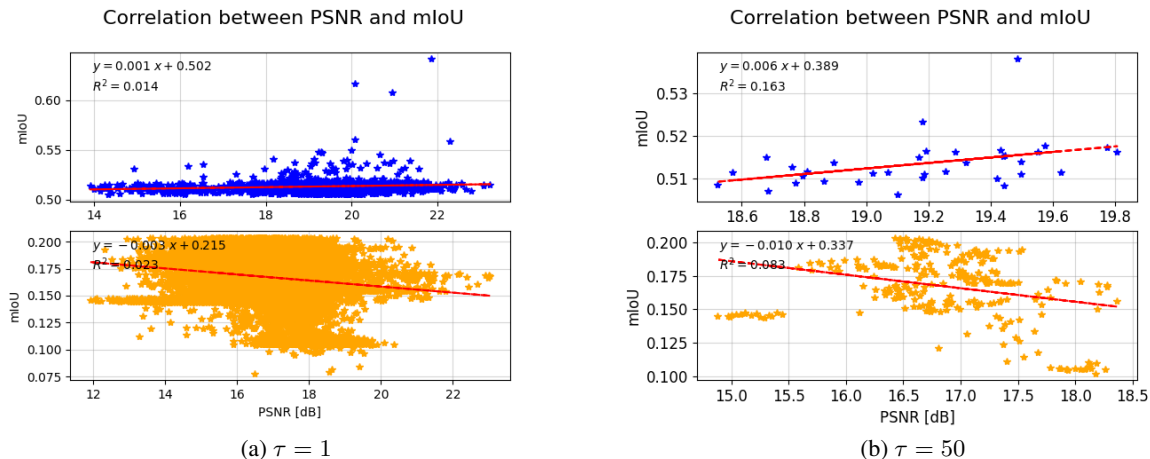 Correlation between PSNR and mIoU
y = 0.001 x + 0.502
R² = 0.014
mIoU
0.60
0.55
0.50
14 16 18 20 22
y = −0.003 x + 0.215
R² = 0.023
mIoU
0.200
0.175
0.150
0.125
0.100
0.075
12 14 16 18 20 22
PSNR [dB]
(a) τ = 1
Correlation between PSNR and mIoU
y = 0.006 x + 0.389
R² = 0.163
mIoU
0.53
0.52
0.51
18.6 18.8 19.0 19.2 19.4 19.6 19.8
y = −0.010 x + 0.337
R² = 0.083
mIoU
0.200
0.175
0.150
0.125
0.100
15.0 15.5 16.0 16.5 17.0 17.5 18.0 18.5
PSNR [dB]
(b) τ = 50